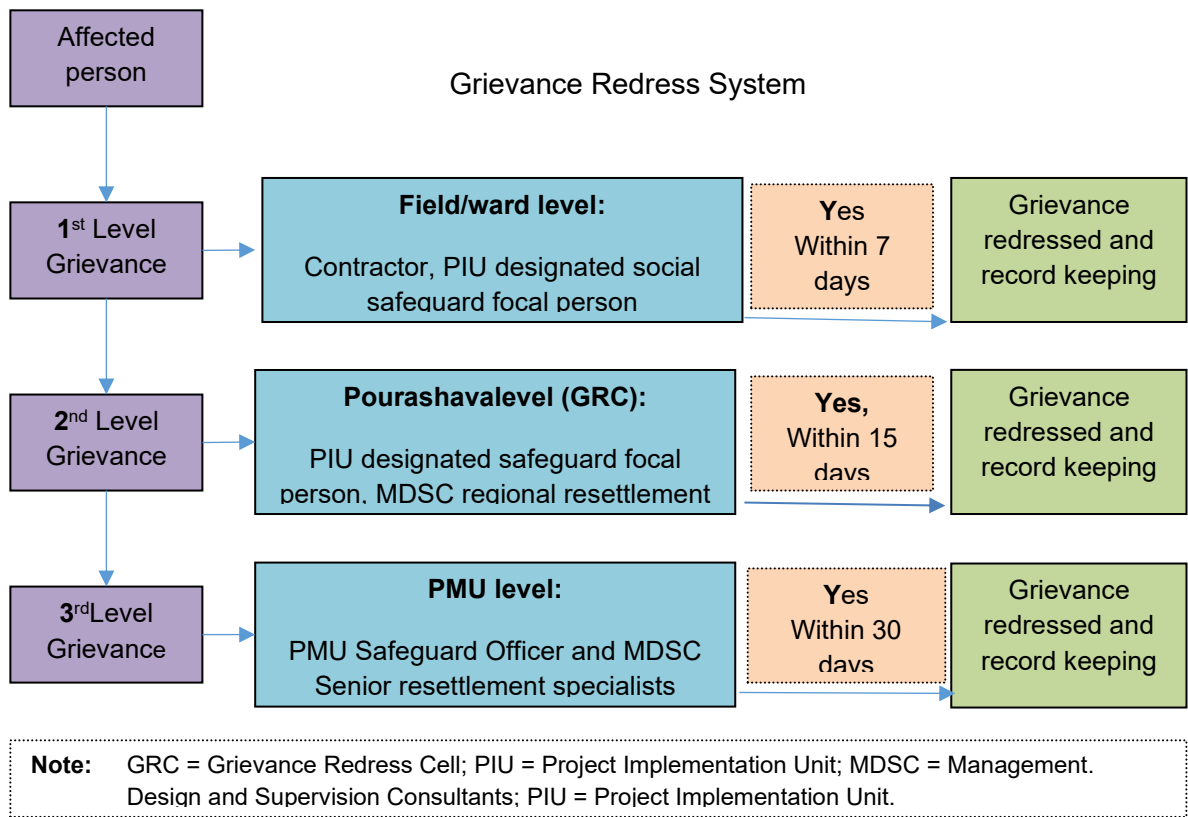 Affected
person
Grievance Redress System
1st Level
Grievance
Field/ward level:
Contractor, PIU designated social
safeguard focal person
Yes
Within 7
days
Grievance
redressed and
record keeping
2nd Level
Grievance
Pourashavalevel (GRC):
PIU designated safeguard focal
person, MDSC regional resettlement
Yes,
Within 15
days
Grievance
redressed and
record keeping
3rdLevel
Grievance
PMU level:
PMU Safeguard Officer and MDSC
Senior resettlement specialists
Yes
Within 30
days
Grievance
redressed and
record keeping
Note: GRC = Grievance Redress Cell; PIU = Project Implementation Unit; MDSC = Management.
Design and Supervision Consultants; PIU = Project Implementation Unit.